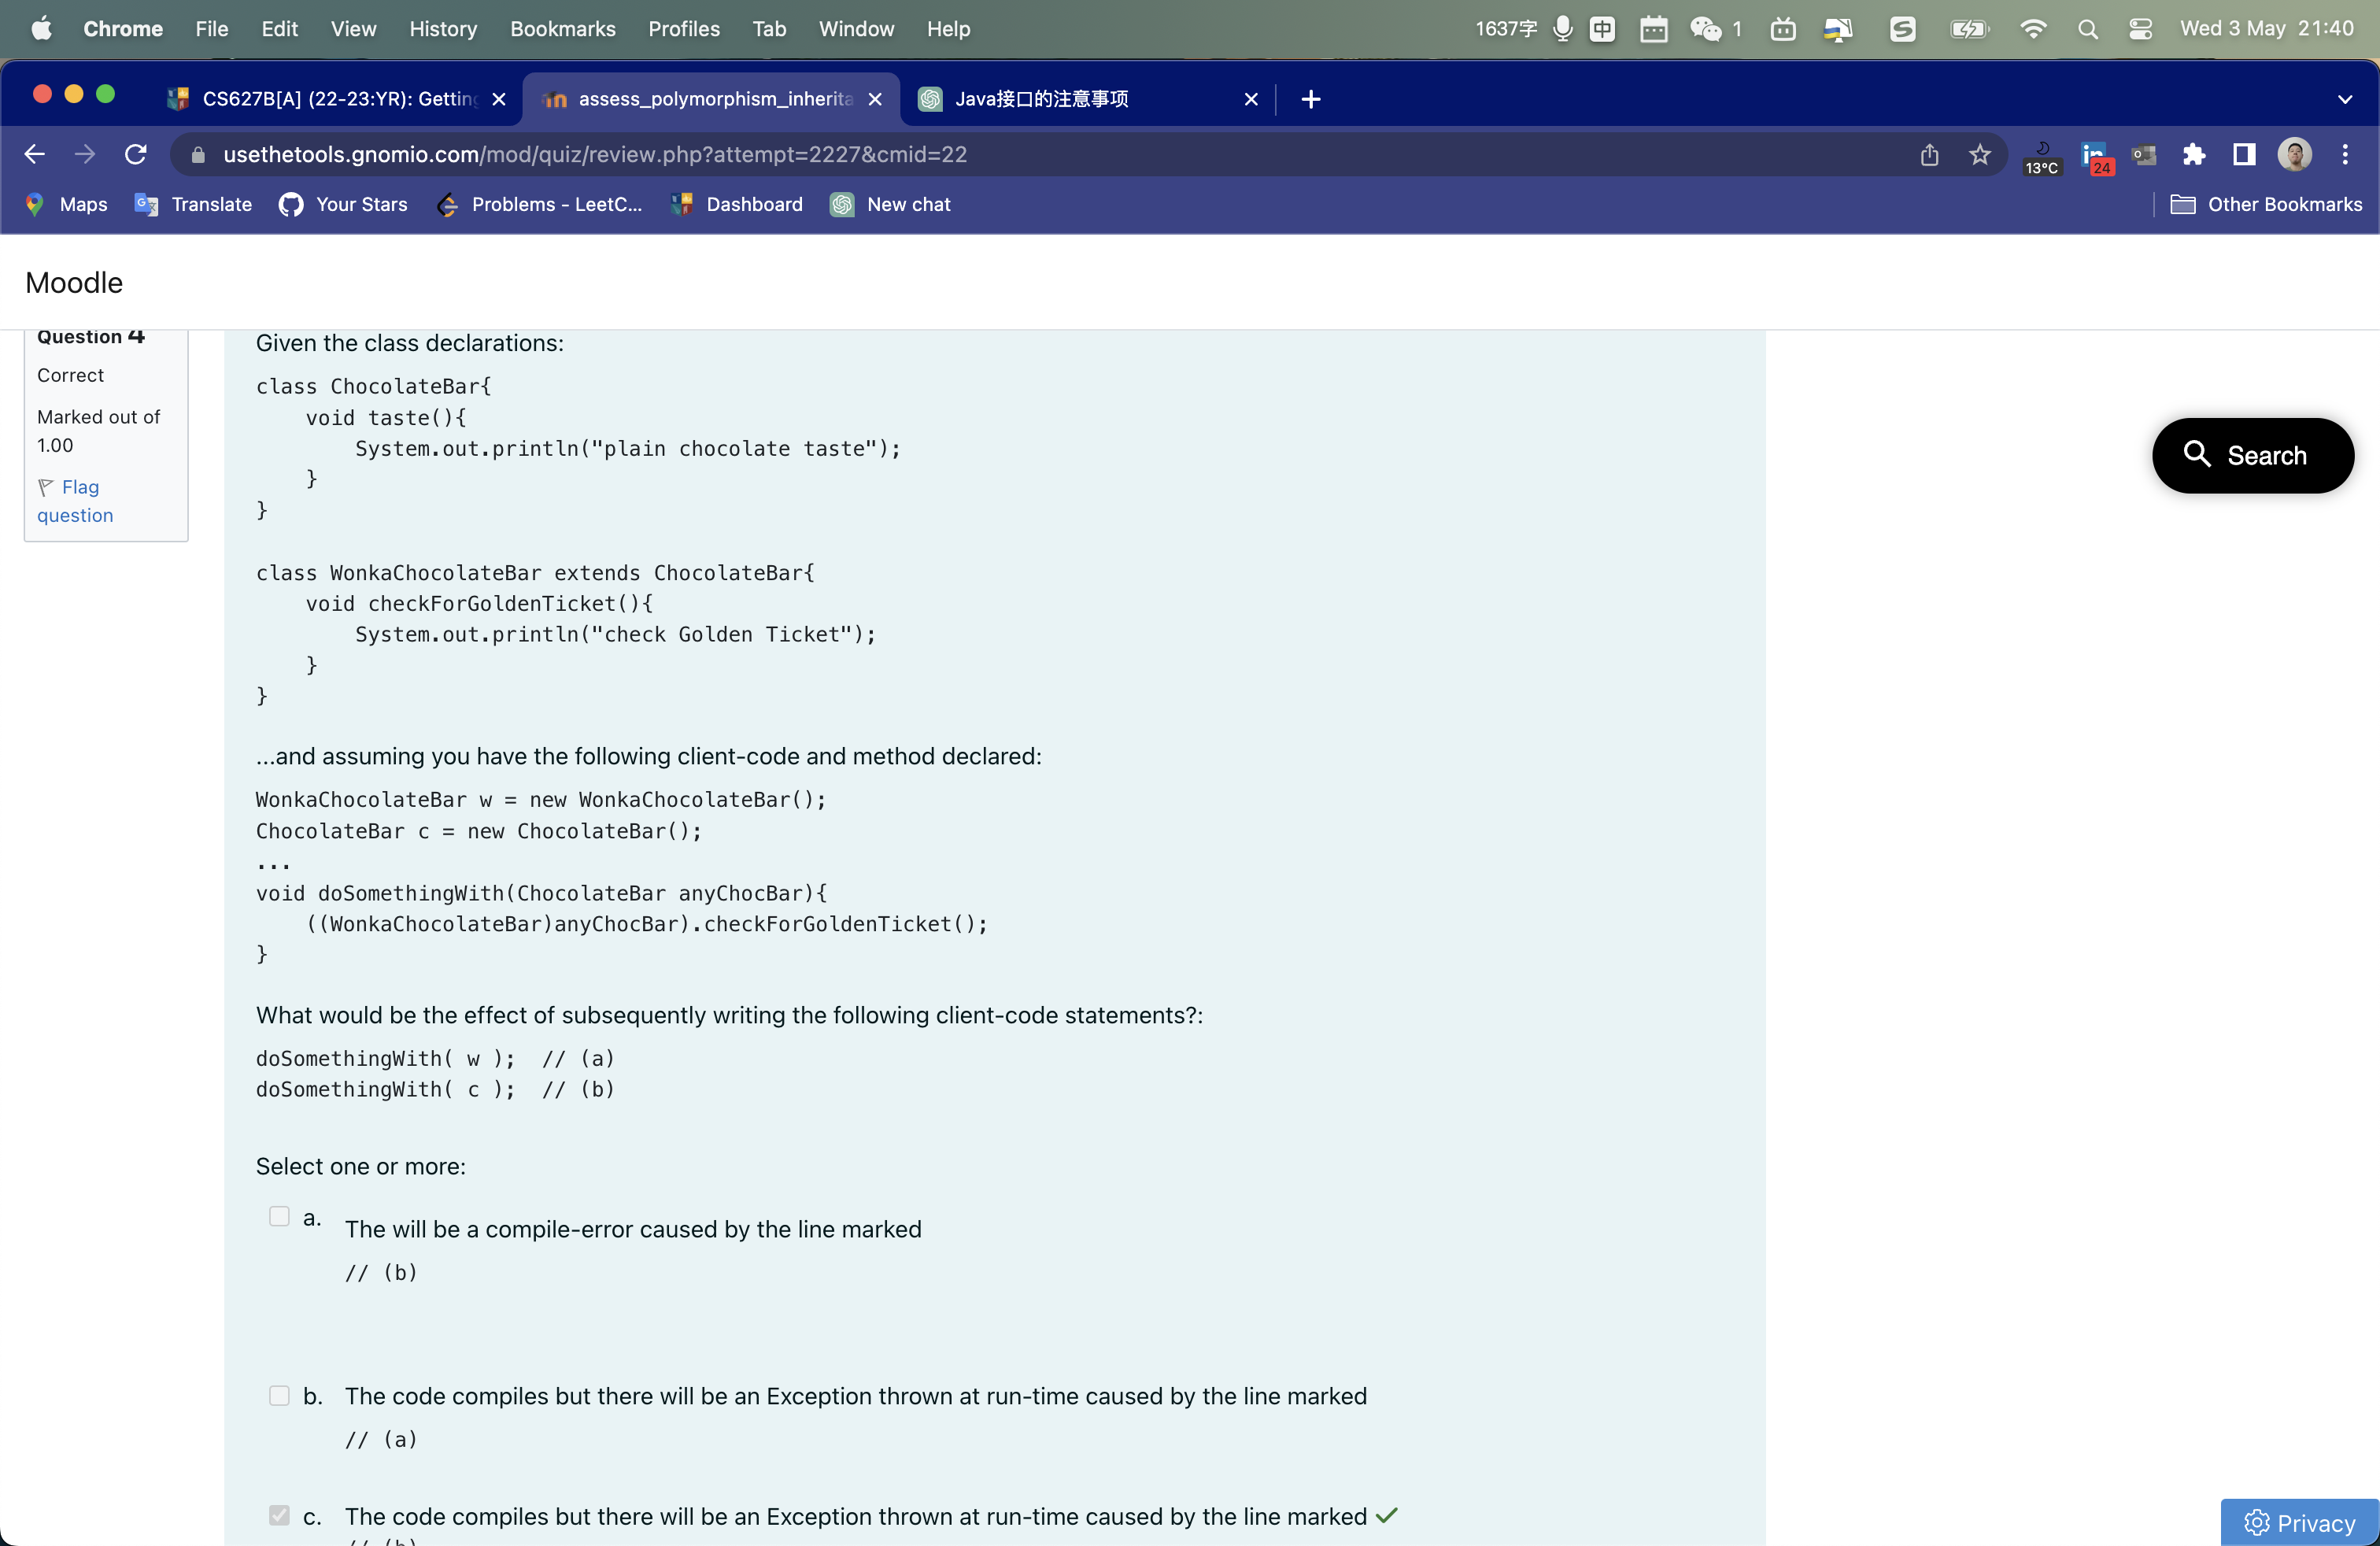 Chrome File Edit View History Bookmarks Profiles Tab Window Help 1637字 中 1 Wed 3 May 21:40
CS627B[A] (22-23:YR): Getting assess_polymorphism_inherita Java接口的注意事项
usethetools.gnomio.com/mod/quiz/review.php?attempt=2227&cmid=22 13°C in 24
Maps Translate Your Stars Problems - LeetC... Dashboard New chat Other Bookmarks
Moodle
Question 4
Correct
Marked out of
1.00
Flag
question
Given the class declarations:
class ChocolateBar{
    void taste(){
        System.out.println("plain chocolate taste");
    }
}
class WonkaChocolateBar extends ChocolateBar{
    void checkForGoldenTicket(){
        System.out.println("check Golden Ticket");
    }
}
...and assuming you have the following client-code and method declared:
WonkaChocolateBar w = new WonkaChocolateBar();
ChocolateBar c = new ChocolateBar();
...
void doSomethingWith(ChocolateBar anyChocBar){
    ((WonkaChocolateBar)anyChocBar).checkForGoldenTicket();
}
What would be the effect of subsequently writing the following client-code statements?:
doSomethingWith( w );  // (a)
doSomethingWith( c );  // (b)
Select one or more:
a. The will be a compile-error caused by the line marked
// (b)
b. The code compiles but there will be an Exception thrown at run-time caused by the line marked
// (a)
c. The code compiles but there will be an Exception thrown at run-time caused by the line marked
// (b)
Search
Privacy